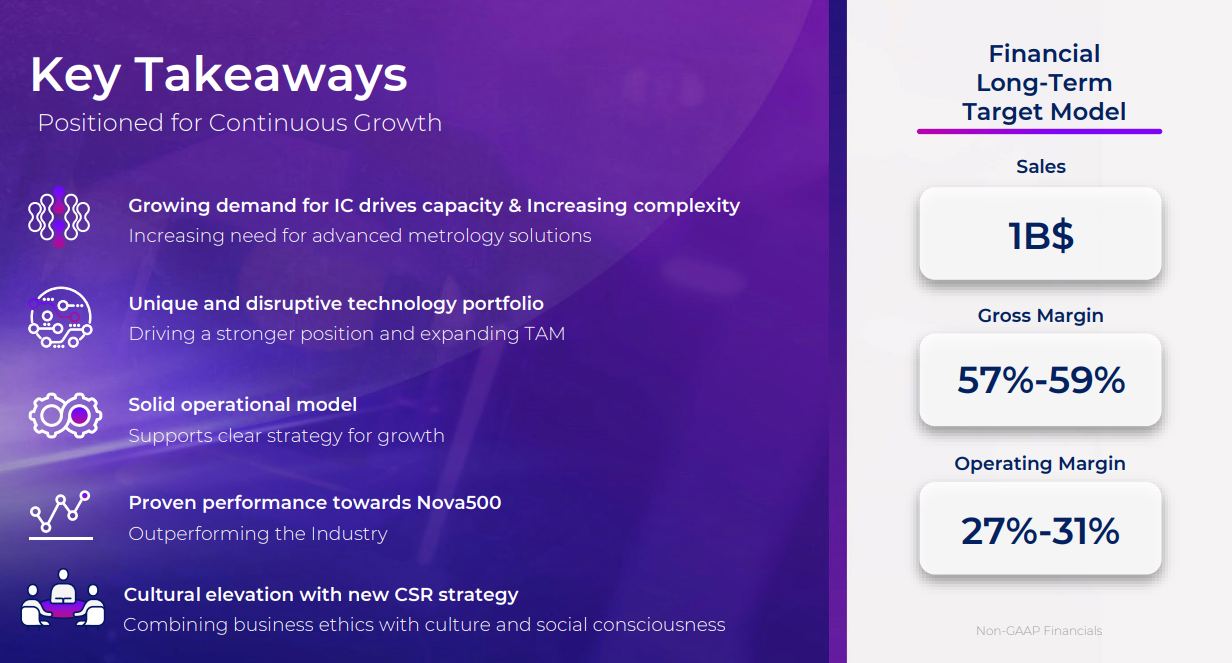 Key Takeaways
Positioned for Continuous Growth
Growing demand for IC drives capacity & Increasing complexity
Increasing need for advanced metrology solutions
Unique and disruptive technology portfolio
Driving a stronger position and expanding TAM
Solid operational model
Supports clear strategy for growth
Proven performance towards Nova500
Outperforming the Industry
Cultural elevation with new CSR strategy
Combining business ethics with culture and social consciousness
Financial
Long-Term
Target Model
Sales
1B$
Gross Margin
57%-59%
Operating Margin
27%-31%
Non-GAAP Financials